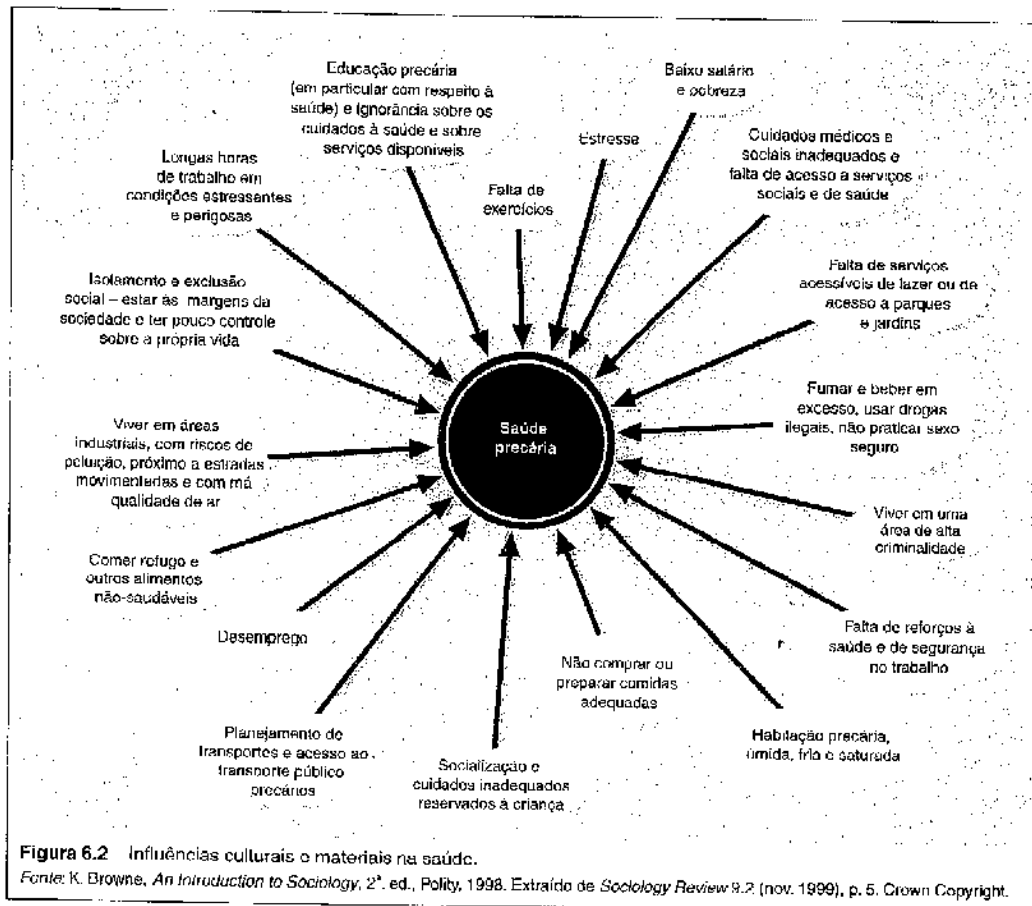 Educação precária
(em particular com respeito à
saúde) e ignorância sobre os
cuidados à saúde e sobre
serviços disponíveis
Baixo salário
e pobreza
Estresse
Cuidados médicos e
sociais inadequados e
falta de acesso a serviços
sociais e de saúde
Longas horas
de trabalho em
condições estressantes
e perigosas
Falta de
exercícios
Isolamento e exclusão
social – estar às margens da
sociedade e ter pouco controle
sobre a própria vida
Falta de serviços
acessíveis de lazer ou de
acesso a parques
e jardins
Saúde
precária
Fumar e beber em
excesso, usar drogas
ilegais, não praticar sexo
seguro
Viver em áreas
industriais, com riscos de
poluição, próximo a estradas
movimentadas e com má
qualidade de ar
Viver em uma
área de alta
criminalidade
Comer refugo e
outros alimentos
não-saudáveis
Desemprego
Falta de reforços à
saúde e de segurança
no trabalho
Não comprar ou
preparar comidas
adequadas
Planejamento de
transportes e acesso ao
transporte público
precários
Socialização e
cuidados inadequados
reservados à criança
Habitação precária,
úmida, fria e saturada
Figura 6.2 Influências culturais e materiais na saúde.
Fonte: K. Browne, An Introduction to Sociology, 2ª. ed., Polity, 1998. Extraído de Sociology Review 9.2 (nov. 1999), p. 5. Crown Copyright.